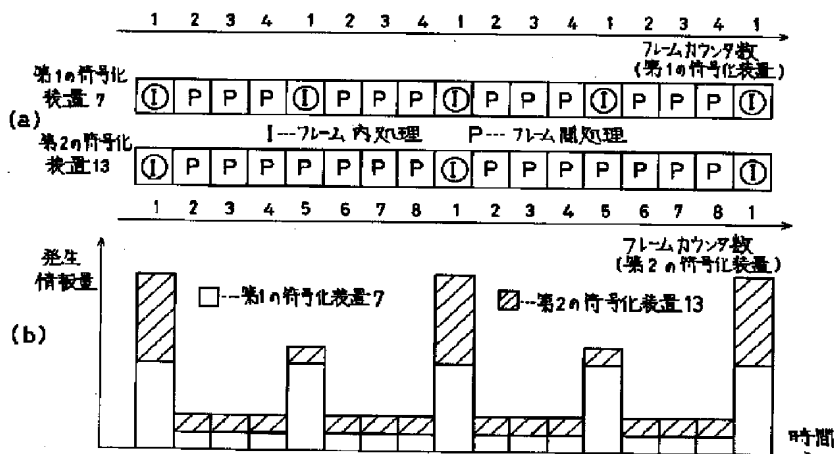 1 2 3 4 1 2 3 4 1 2 3 4 1 2 3 4 1
フレームカウンタ数
(第1の符号化装置)
第1の符号化
装置7
Ⓘ P P P Ⓘ P P P Ⓘ P P P Ⓘ P P P Ⓘ
(a)
I---フレーム内処理 P---フレーム間処理
第2の符号化
装置13
Ⓘ P P P P P P P Ⓘ P P P P P P P Ⓘ
1 2 3 4 5 6 7 8 1 2 3 4 5 6 7 8 1
フレームカウンタ数
(第2の符号化装置)
発生
情報量
---第1の符号化装置7 ---第2の符号化装置13
(b)
時間